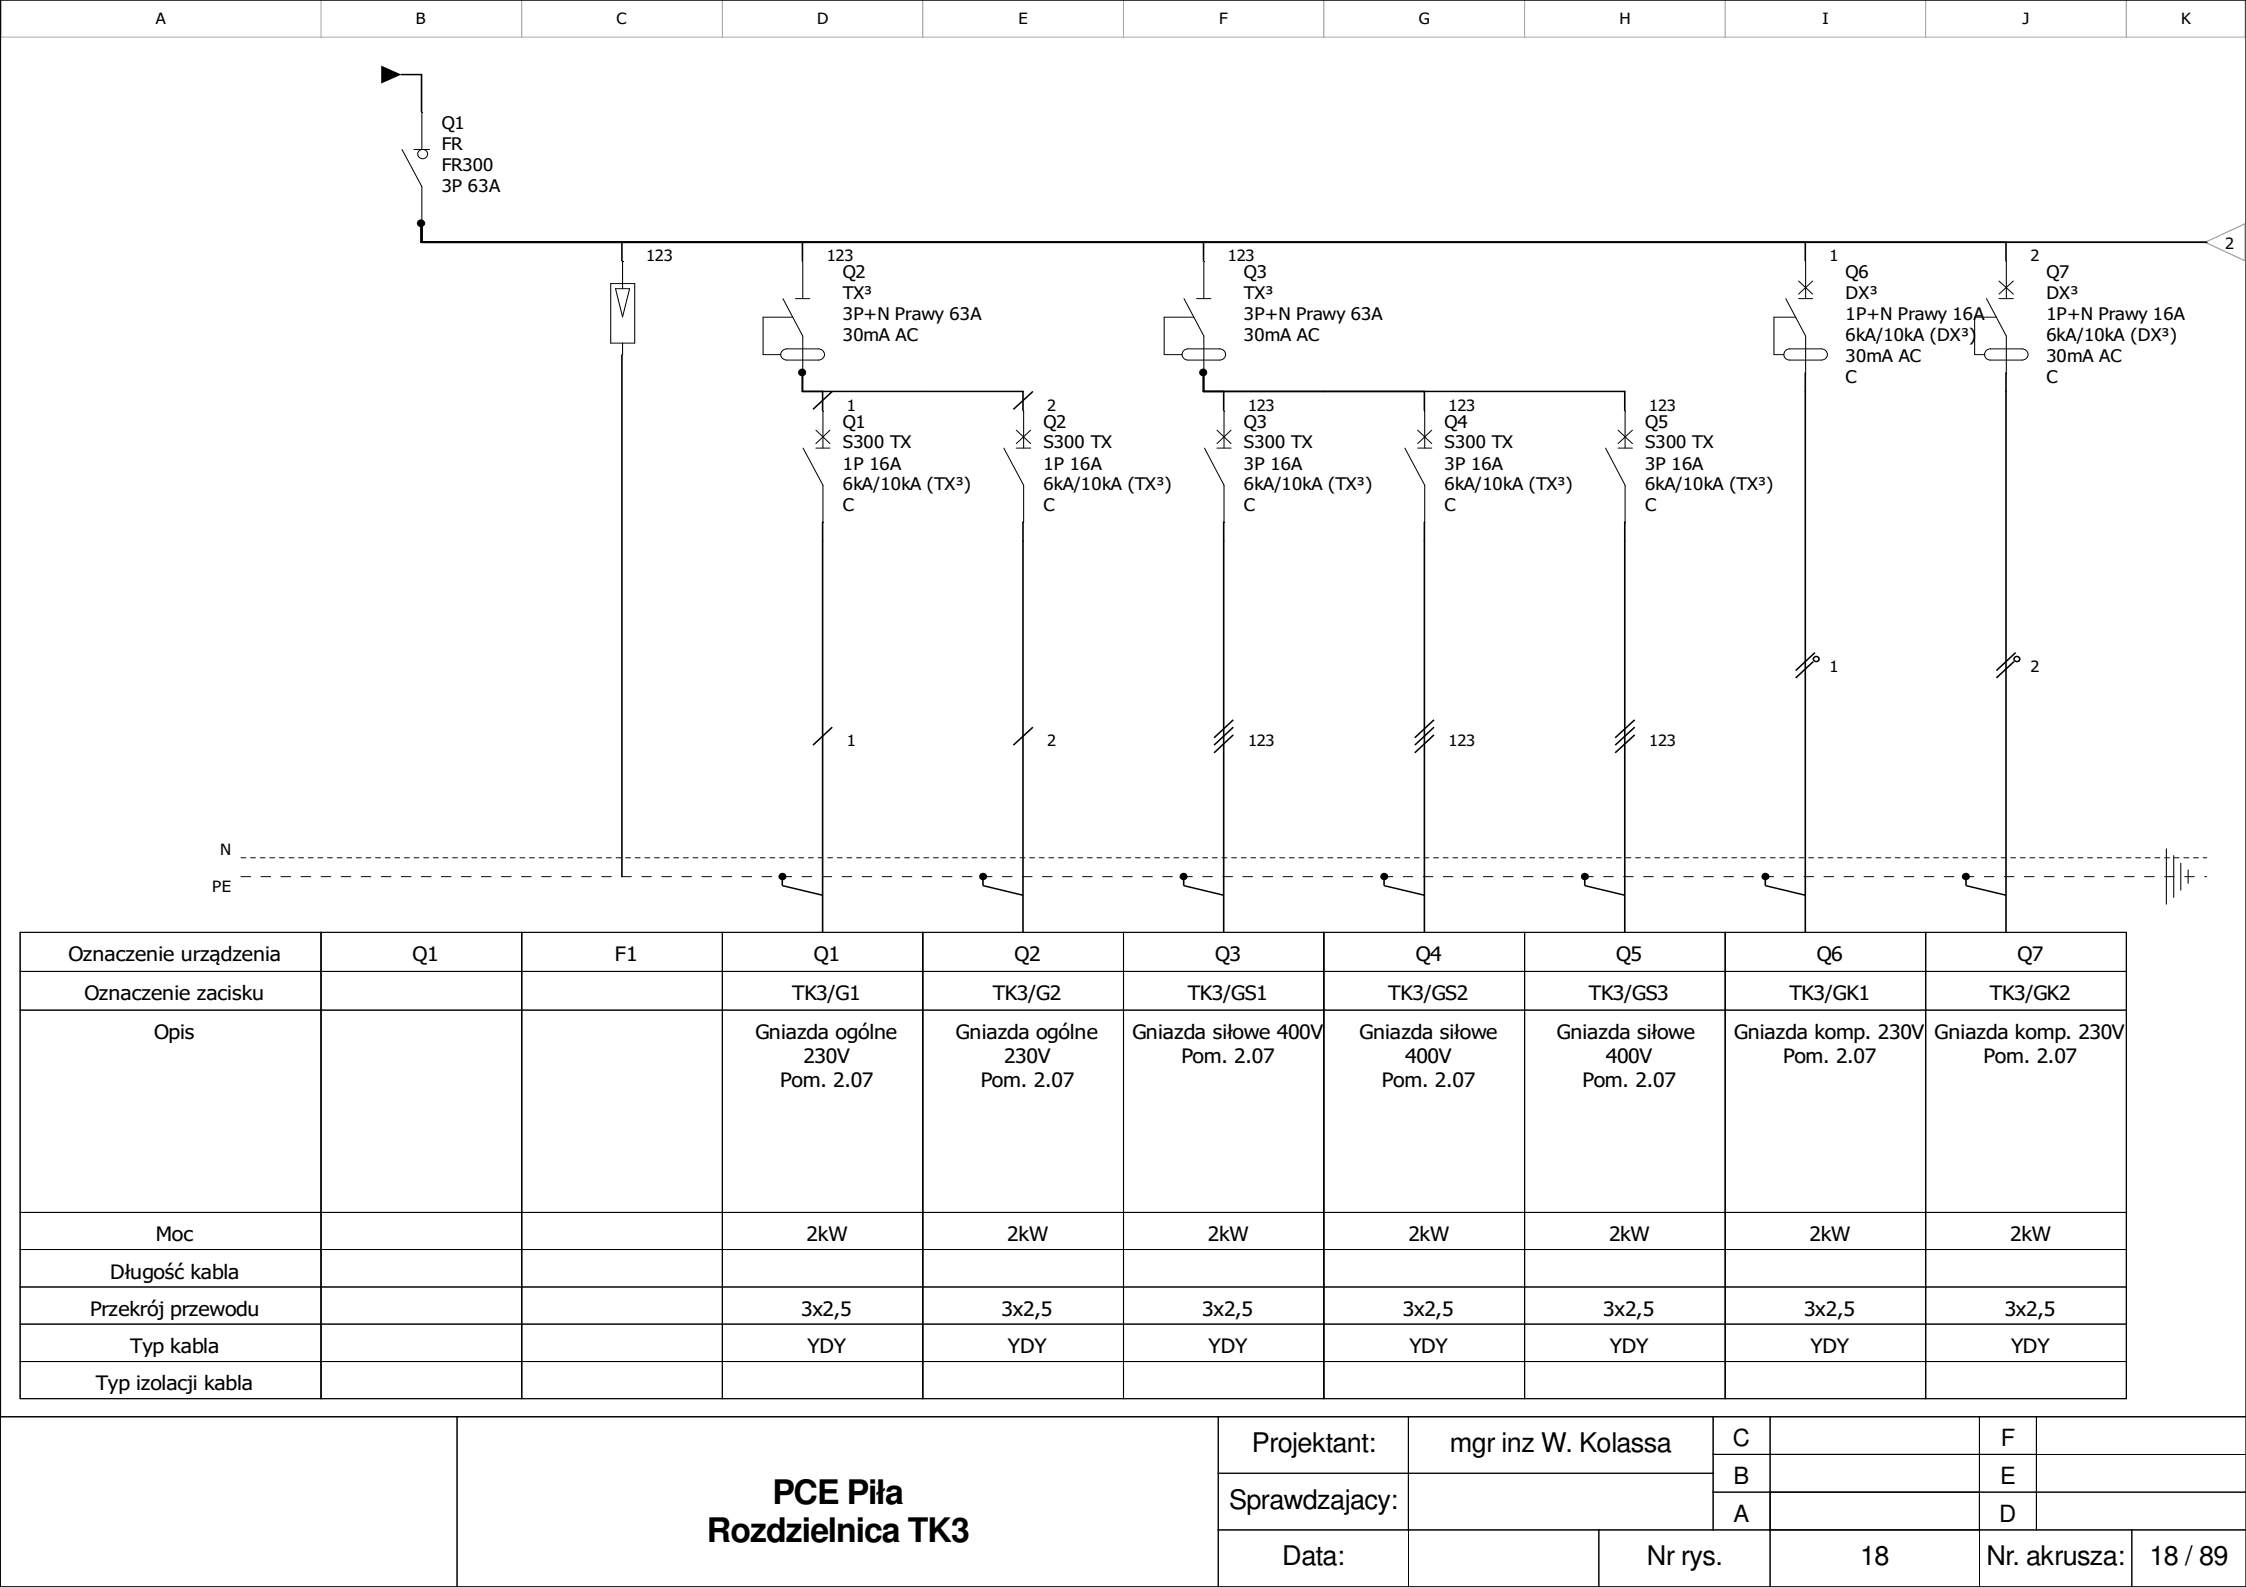 A B C D E F G H I J K
Q1
FR
FR300
3P 63A
2
123
123
Q2
TX³
3P+N Prawy 63A
30mA AC
123
Q3
TX³
3P+N Prawy 63A
30mA AC
1
Q6
DX³
1P+N Prawy 16A
6kA/10kA (DX³)
30mA AC
C
2
Q7
DX³
1P+N Prawy 16A
6kA/10kA (DX³)
30mA AC
C
1
Q1
S300 TX
1P 16A
6kA/10kA (TX³)
C
2
Q2
S300 TX
1P 16A
6kA/10kA (TX³)
C
123
Q3
S300 TX
3P 16A
6kA/10kA (TX³)
C
123
Q4
S300 TX
3P 16A
6kA/10kA (TX³)
C
123
Q5
S300 TX
3P 16A
6kA/10kA (TX³)
C
1 2
1 2 123 123 123
N
PE
Oznaczenie urządzenia Q1 F1 Q1 Q2 Q3 Q4 Q5 Q6 Q7
Oznaczenie zacisku TK3/G1 TK3/G2 TK3/GS1 TK3/GS2 TK3/GS3 TK3/GK1 TK3/GK2
Opis Gniazda ogólne Gniazda ogólne Gniazda siłowe 400V Gniazda siłowe Gniazda siłowe Gniazda komp. 230V Gniazda komp. 230V
230V 230V Pom. 2.07 400V 400V Pom. 2.07 Pom. 2.07
Pom. 2.07 Pom. 2.07 Pom. 2.07 Pom. 2.07
Moc 2kW 2kW 2kW 2kW 2kW 2kW 2kW
Długość kabla
Przekrój przewodu 3x2,5 3x2,5 3x2,5 3x2,5 3x2,5 3x2,5 3x2,5
Typ kabla YDY YDY YDY YDY YDY YDY YDY
Typ izolacji kabla
PCE Piła
Rozdzielnica TK3
Projektant: mgr inz W. Kolassa
Sprawdzajacy:
C F
B E
A D
Data: Nr rys. 18 Nr. akrusza: 18 / 89